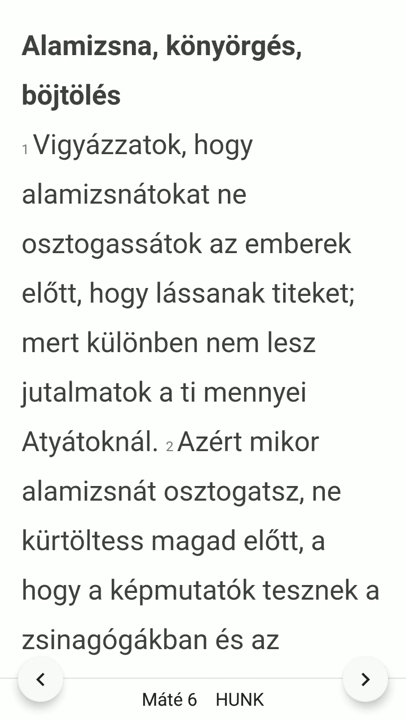 Alamizsna, könyörgés,
böjtölés
1 Vigyázzatok, hogy
alamizsnátokat ne
osztogassátok az emberek
előtt, hogy lássanak titeket;
mert különben nem lesz
jutalmatok a ti mennyei
Atyátoknál. 2 Azért mikor
alamizsnát osztogatsz, ne
kürtöltess magad előtt, a
hogy a képmutatók tesznek a
zsinagógákban és az
Máté 6 HUNK